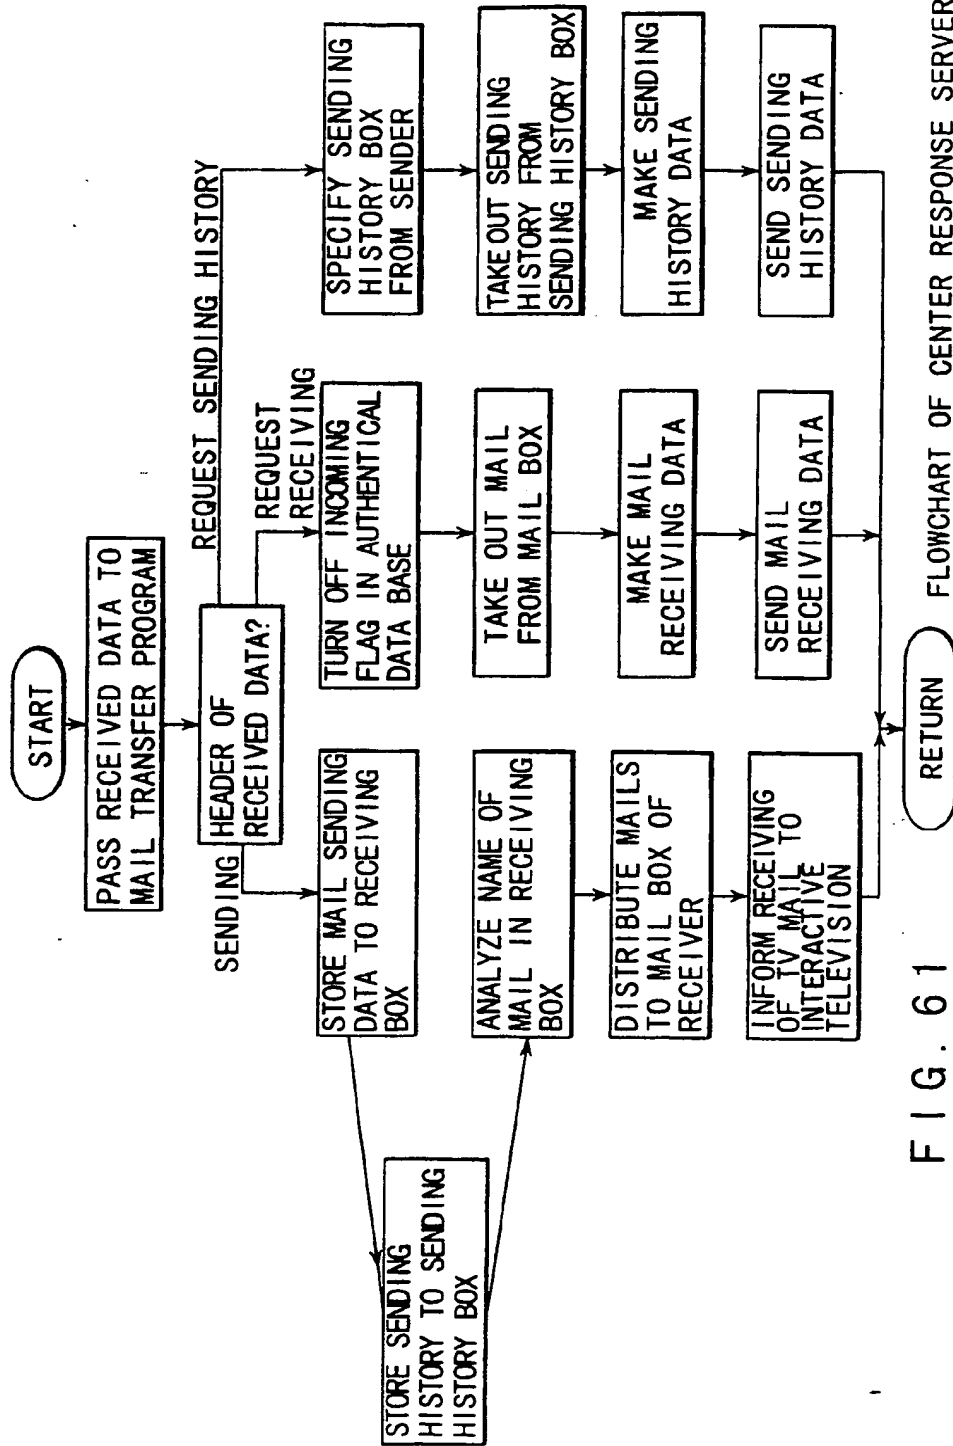 START
PASS RECEIVED DATA TO
MAIL TRANSFER PROGRAM
HEADER OF
RECEIVED DATA?
SENDING
REQUEST
RECEIVING
REQUEST SENDING HISTORY
STORE MAIL SENDING
DATA TO RECEIVING
BOX
STORE SENDING
HISTORY TO SENDING
HISTORY BOX
ANALYZE NAME OF
MAIL IN RECEIVING
BOX
DISTRIBUTE MAILS
TO MAIL BOX OF
RECEIVER
INFORM RECEIVING
OF TV MAIL TO
INTERACTIVE
TELEVISION
TURN OFF INCOMING
FLAG IN AUTHENTICAL
DATA BASE
TAKE OUT MAIL
FROM MAIL BOX
MAKE MAIL
RECEIVING DATA
SEND MAIL
RECEIVING DATA
SPECIFY SENDING
HISTORY BOX
FROM SENDER
TAKE OUT SENDING
HISTORY FROM
SENDING HISTORY BOX
MAKE SENDING
HISTORY DATA
SEND SENDING
HISTORY DATA
RETURN
FIG. 61
FLOWCHART OF CENTER RESPONSE SERVER